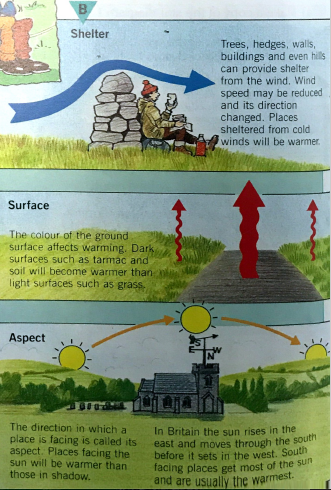 B
Shelter
Trees, hedges, walls,
buildings and even hills
can provide shelter
from the wind. Wind
speed may be reduced
and its direction
changed. Places
sheltered from cold
winds will be warmer.
Surface
The colour of the ground
surface affects warming. Dark
surfaces such as tarmac and
soil will become warmer than
light surfaces such as grass.
Aspect
S
E W
N
The direction in which a
place is facing is called its
aspect. Places facing the
sun will be warmer than
those in shadow.
In Britain the sun rises in the
east and moves through the south
before it sets in the west. South
facing places get most of the sun
and are usually the warmest.